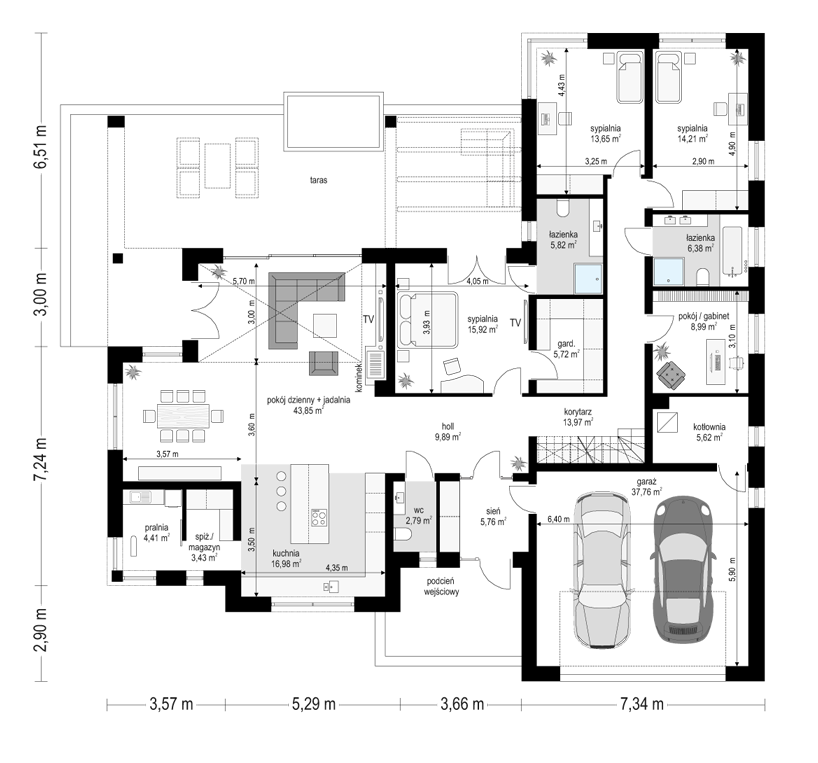 6,51 m
3,00 m
7,24 m
2,90 m
taras
4,43 m
sypialnia
13,65 m²
3,25 m
sypialnia
14,21 m²
2,90 m
4,90 m
łazienka
5,82 m²
łazienka
6,38 m²
5,70 m
3,00 m
TV
kominek
4,05 m
3,93 m
sypialnia
15,92 m²
TV
gard.
5,72 m²
pokój / gabinet
8,99 m²
3,10 m
pokój dzienny + jadalnia
43,85 m²
3,60 m
3,57 m
holl
9,89 m²
korytarz
13,97 m²
kotłownia
5,62 m²
pralnia
4,41 m²
spiż./
magazyn
3,43 m²
3,50 m
kuchnia
16,98 m²
4,35 m
wc
2,79 m²
sień
5,76 m²
podcień
wejściowy
garaż
37,76 m²
6,40 m
5,90 m
3,57 m
5,29 m
3,66 m
7,34 m